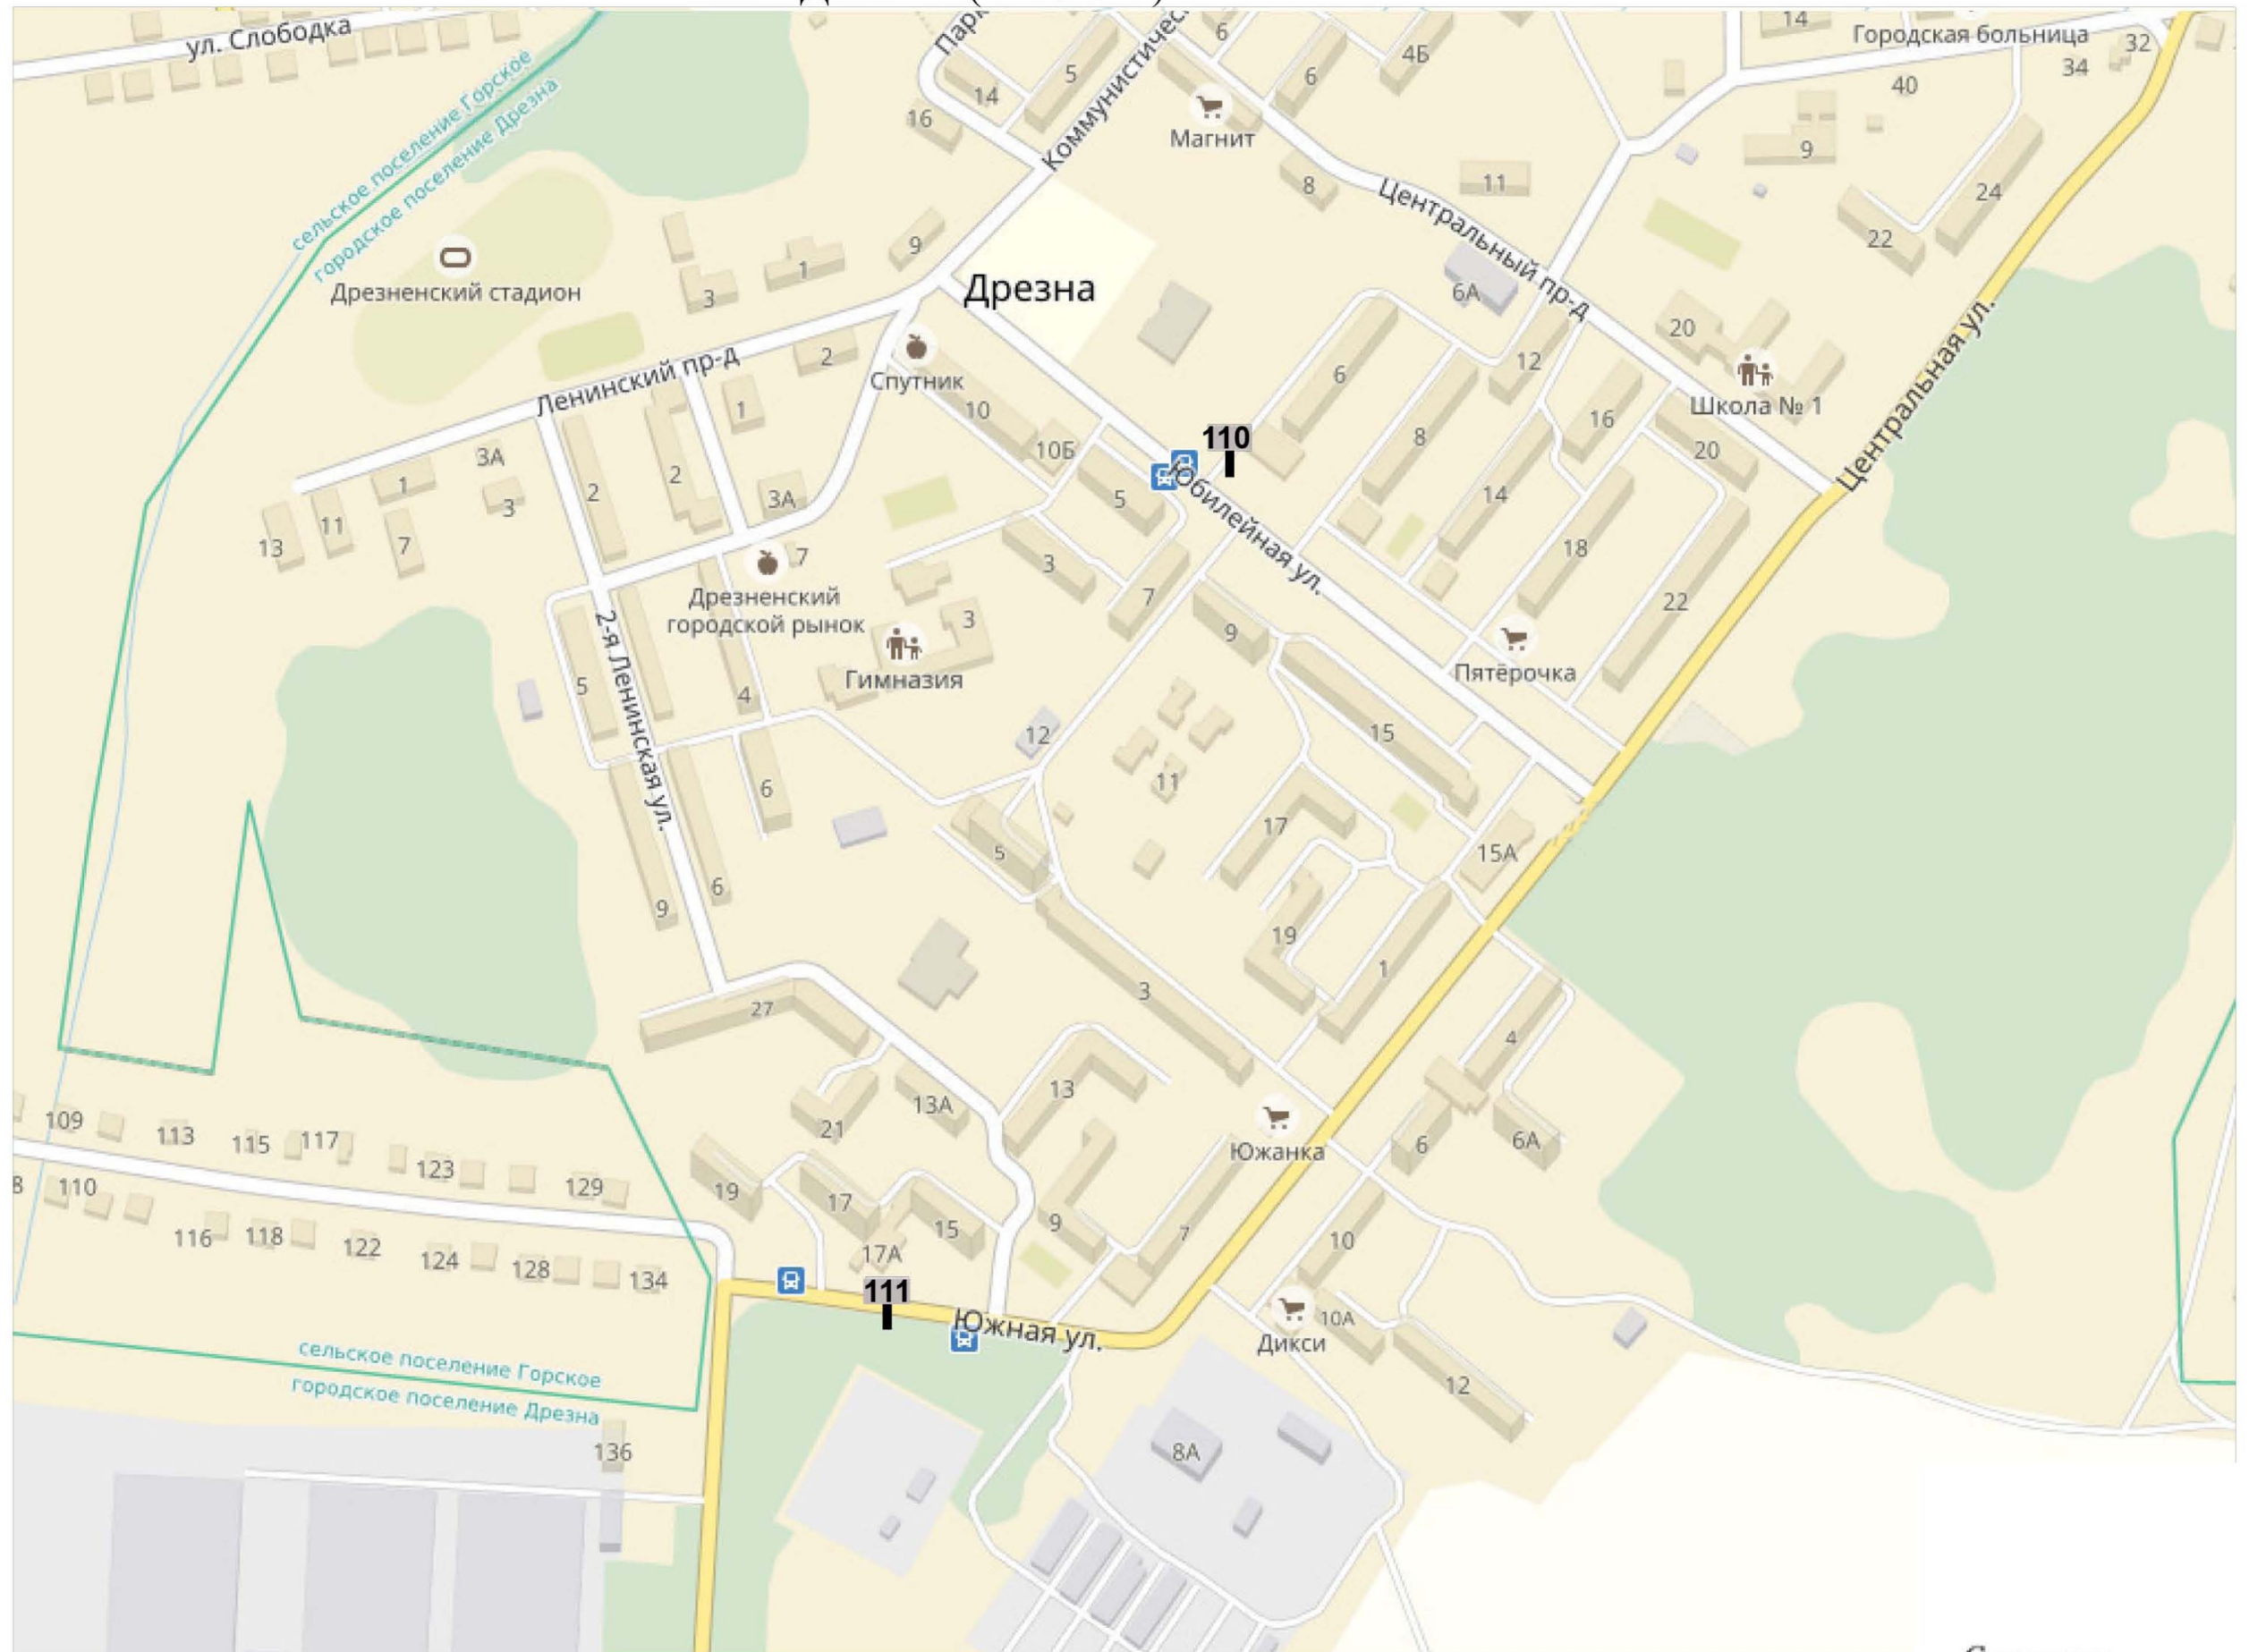 ул. Слободка
Парк
Коммунистичес
6
4Б
14
Городская больница
32
34
40
5
14
16
6
Магнит
9
8
11
Центральный пр-д
24
22
сельское поселение Горское
городское поселение Дрезна
Дрезненский стадион
9
1
3
Дрезна
6А
20
Школа № 1
Центральная ул.
Ленинский пр-д
2
Спутник
10
10Б
110
6
12
8
16
20
1
3А
1
3
2
2
3А
5
14
11
13
7
Юбилейная ул.
18
22
7
Дрезненский
городской рынок
3
7
3
Гимназия
9
Пятёрочка
2-я Ленинская ул.
5
4
12
15
11
6
17
5
15А
9
6
19
1
3
27
4
13
13А
21
109
113
115
117
123
129
Южанка
6
6А
8
110
116
118
122
124
128
134
19
17
15
17А
9
7
10
111
Южная ул.
Дикси
10А
12
сельское поселение Горское
городское поселение Дрезна
136
8А